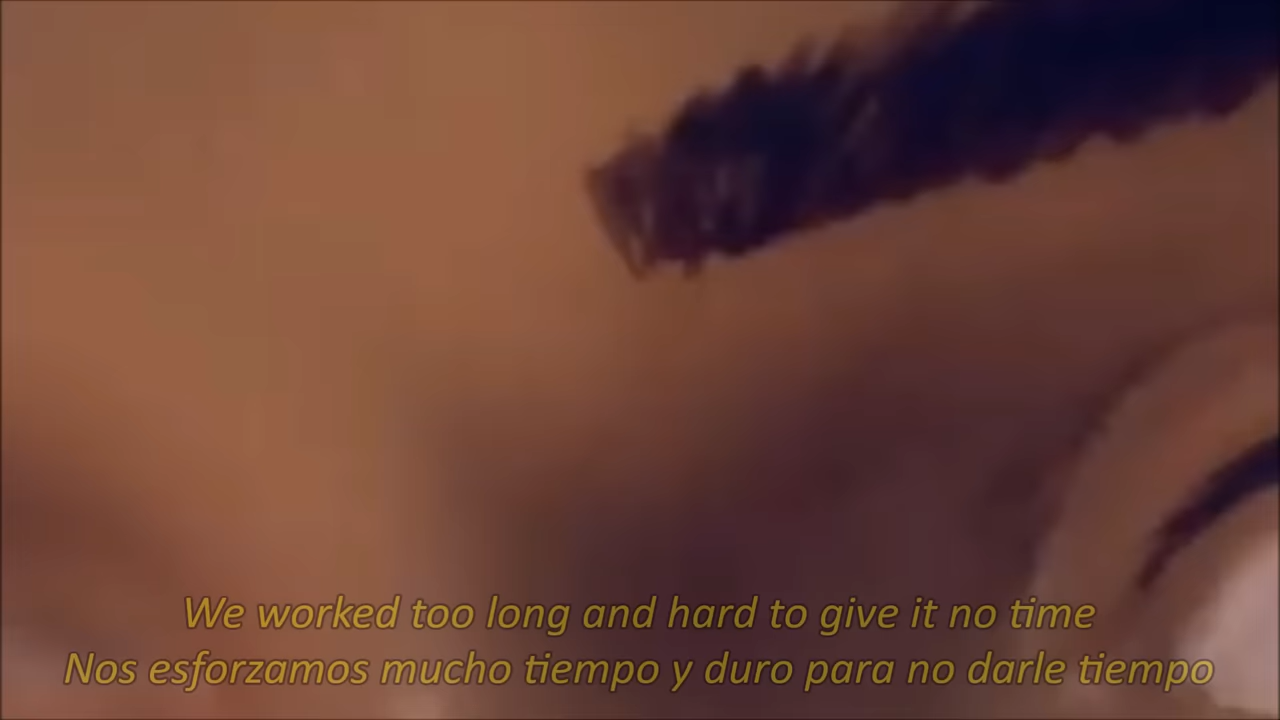 We worked too long and hard to give it no time
Nos esforzamos mucho tiempo y duro para no darle tiempo